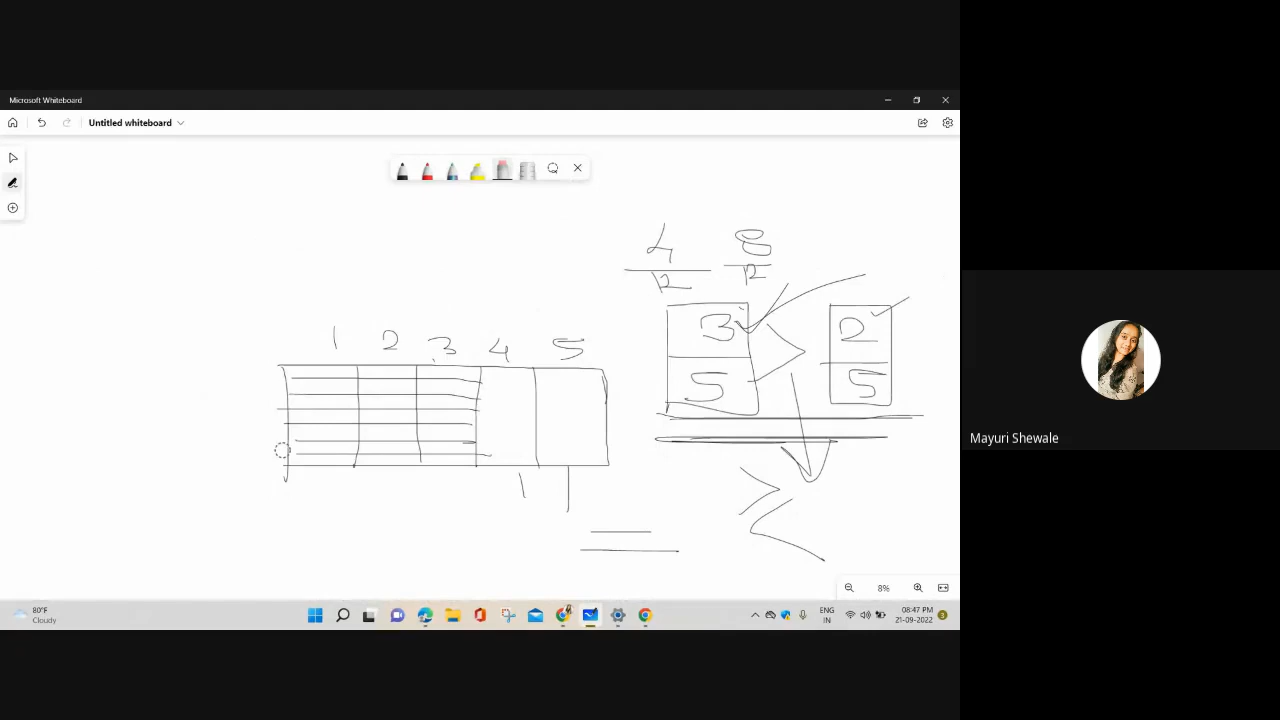 Microsoft Whiteboard
Untitled whiteboard
4 8
12 12
3 > 2
5 5
1 2 3 4 5
>
<
=
Mayuri Shewale
8%
80°F
Cloudy
ENG
IN
08:47 PM
21-09-2022
3